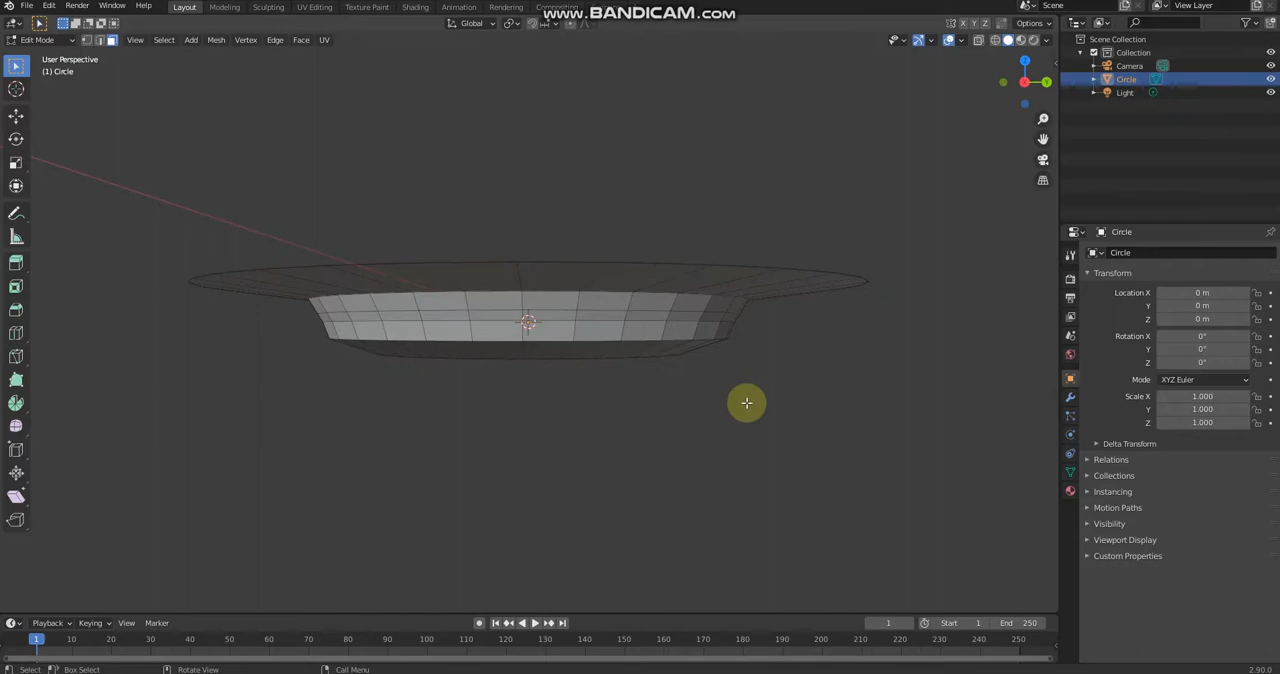 www.BANDICAM.com
File Edit Render Window Help Layout Modeling Sculpting UV Editing Texture Paint Shading Animation Rendering Compositing Scene View Layer
Global Options
Edit Mode View Select Add Mesh Vertex Edge Face UV
User Perspective
(1) Circle
X Y Z
Z
X
Y
Scene Collection
Collection
Camera
Circle
Light
Circle
Circle
Transform
Location X 0 m
Y 0 m
Z 0 m
Rotation X 0°
Y 0°
Z 0°
Mode XYZ Euler
Scale X 1.000
Y 1.000
Z 1.000
Delta Transform
Relations
Collections
Instancing
Motion Paths
Visibility
Viewport Display
Custom Properties
Playback Keying View Marker 1 Start 1 End 250
1 10 20 30 40 50 60 70 80 90 100 110 120 130 140 150 160 170 180 190 200 210 220 230 240 250
Select Box Select Rotate View Call Menu 2.90.0